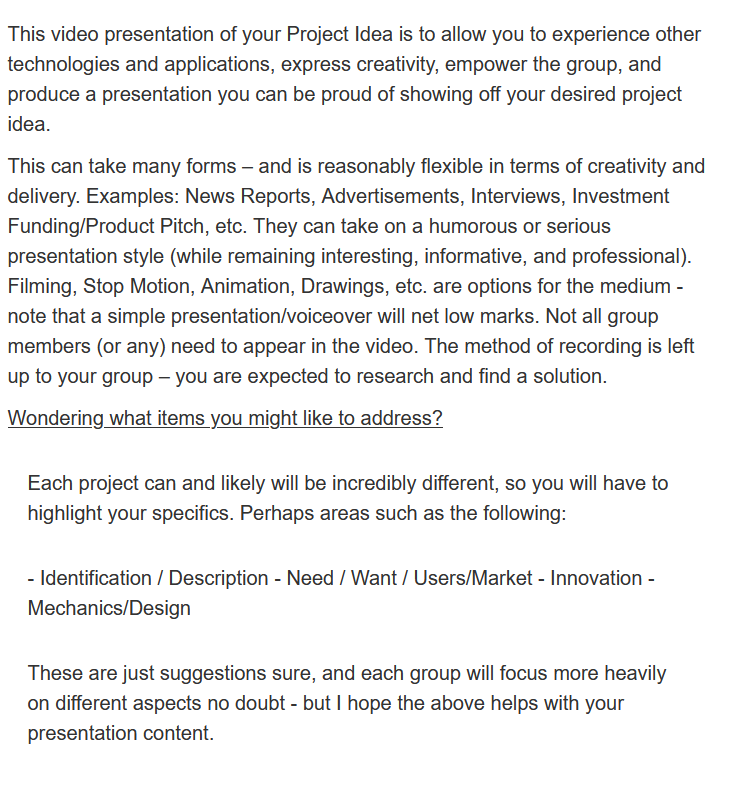 This video presentation of your Project Idea is to allow you to experience other
technologies and applications, express creativity, empower the group, and
produce a presentation you can be proud of showing off your desired project
idea.
This can take many forms – and is reasonably flexible in terms of creativity and
delivery. Examples: News Reports, Advertisements, Interviews, Investment
Funding/Product Pitch, etc. They can take on a humorous or serious
presentation style (while remaining interesting, informative, and professional).
Filming, Stop Motion, Animation, Drawings, etc. are options for the medium -
note that a simple presentation/voiceover will net low marks. Not all group
members (or any) need to appear in the video. The method of recording is left
up to your group – you are expected to research and find a solution.
Wondering what items you might like to address?
Each project can and likely will be incredibly different, so you will have to
highlight your specifics. Perhaps areas such as the following:
- Identification / Description - Need / Want / Users/Market - Innovation -
Mechanics/Design
These are just suggestions sure, and each group will focus more heavily
on different aspects no doubt - but I hope the above helps with your
presentation content.